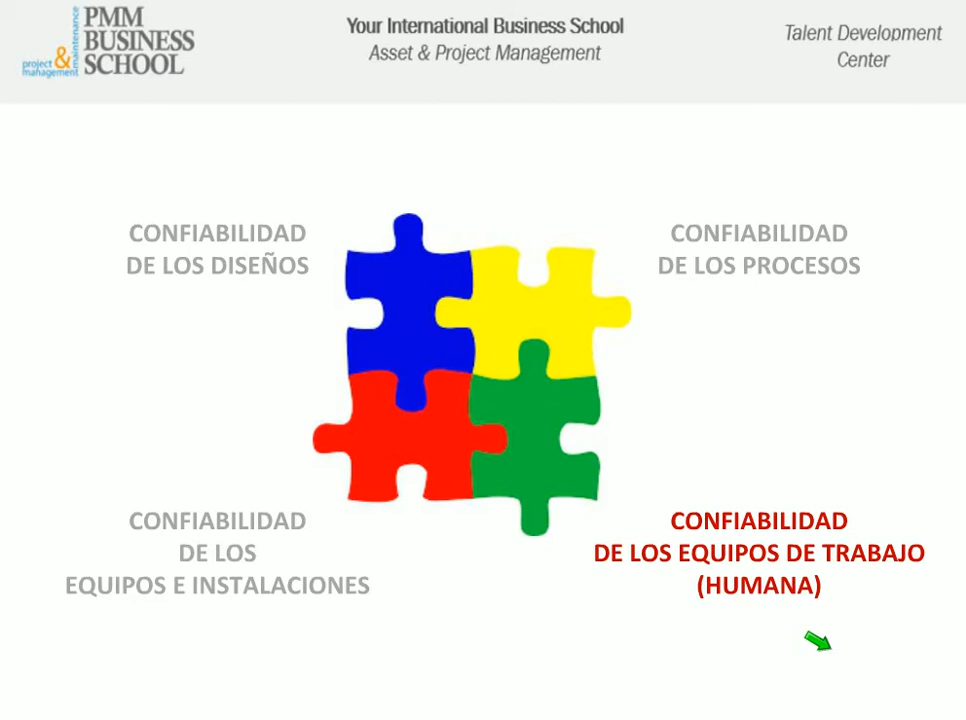 PMM
BUSINESS
SCHOOL
project
&
management
maintenance
Your International Business School
Asset & Project Management
Talent Development
Center
CONFIABILIDAD
DE LOS DISEÑOS
CONFIABILIDAD
DE LOS PROCESOS
CONFIABILIDAD
DE LOS
EQUIPOS E INSTALACIONES
CONFIABILIDAD
DE LOS EQUIPOS DE TRABAJO
(HUMANA)